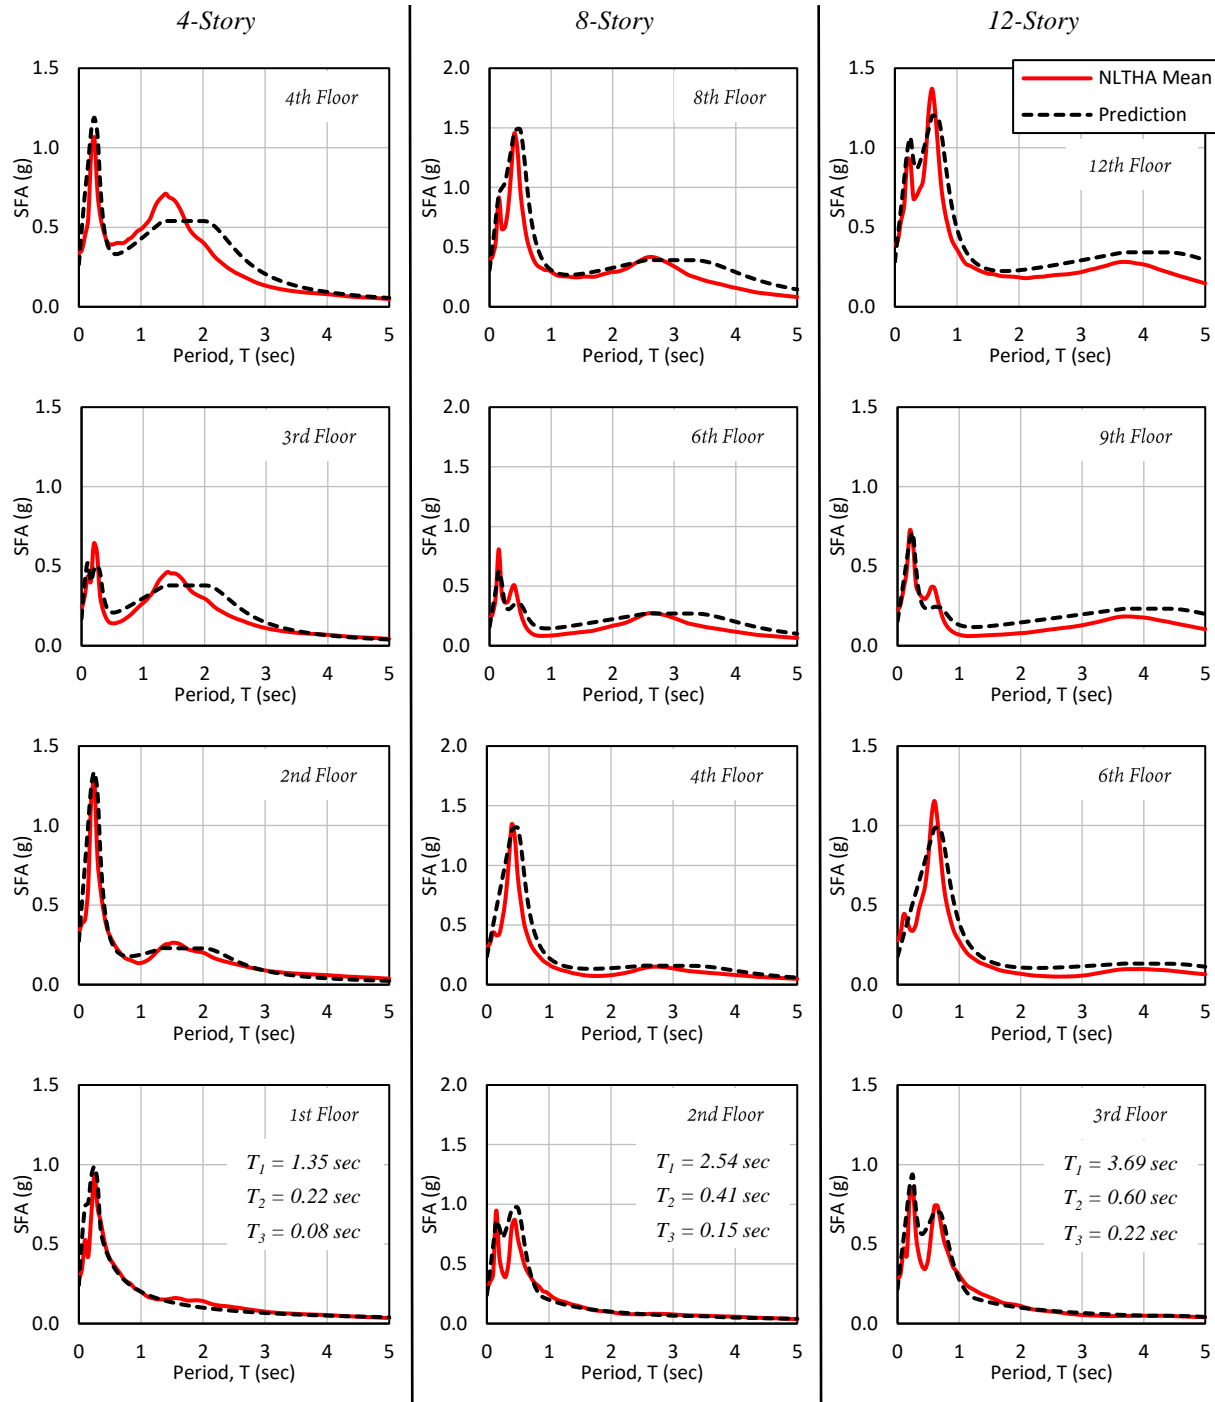 4-Story 8-Story 12-Story
NLTHA Mean
Prediction
4th Floor
SFA (g)
1.5
1.0
0.5
0.0
0 1 2 3 4 5
Period, T (sec)
8th Floor
SFA (g)
2.0
1.5
1.0
0.5
0.0
0 1 2 3 4 5
Period, T (sec)
12th Floor
SFA (g)
1.5
1.0
0.5
0.0
0 1 2 3 4 5
Period, T (sec)
3rd Floor
SFA (g)
1.5
1.0
0.5
0.0
0 1 2 3 4 5
Period, T (sec)
6th Floor
SFA (g)
2.0
1.5
1.0
0.5
0.0
0 1 2 3 4 5
Period, T (sec)
9th Floor
SFA (g)
1.5
1.0
0.5
0.0
0 1 2 3 4 5
Period, T (sec)
2nd Floor
SFA (g)
1.5
1.0
0.5
0.0
0 1 2 3 4 5
Period, T (sec)
4th Floor
SFA (g)
2.0
1.5
1.0
0.5
0.0
0 1 2 3 4 5
Period, T (sec)
6th Floor
SFA (g)
1.5
1.0
0.5
0.0
0 1 2 3 4 5
Period, T (sec)
1st Floor
T1 = 1.35 sec
T2 = 0.22 sec
T3 = 0.08 sec
SFA (g)
1.5
1.0
0.5
0.0
0 1 2 3 4 5
Period, T (sec)
2nd Floor
T1 = 2.54 sec
T2 = 0.41 sec
T3 = 0.15 sec
SFA (g)
2.0
1.5
1.0
0.5
0.0
0 1 2 3 4 5
Period, T (sec)
3rd Floor
T1 = 3.69 sec
T2 = 0.60 sec
T3 = 0.22 sec
SFA (g)
1.5
1.0
0.5
0.0
0 1 2 3 4 5
Period, T (sec)